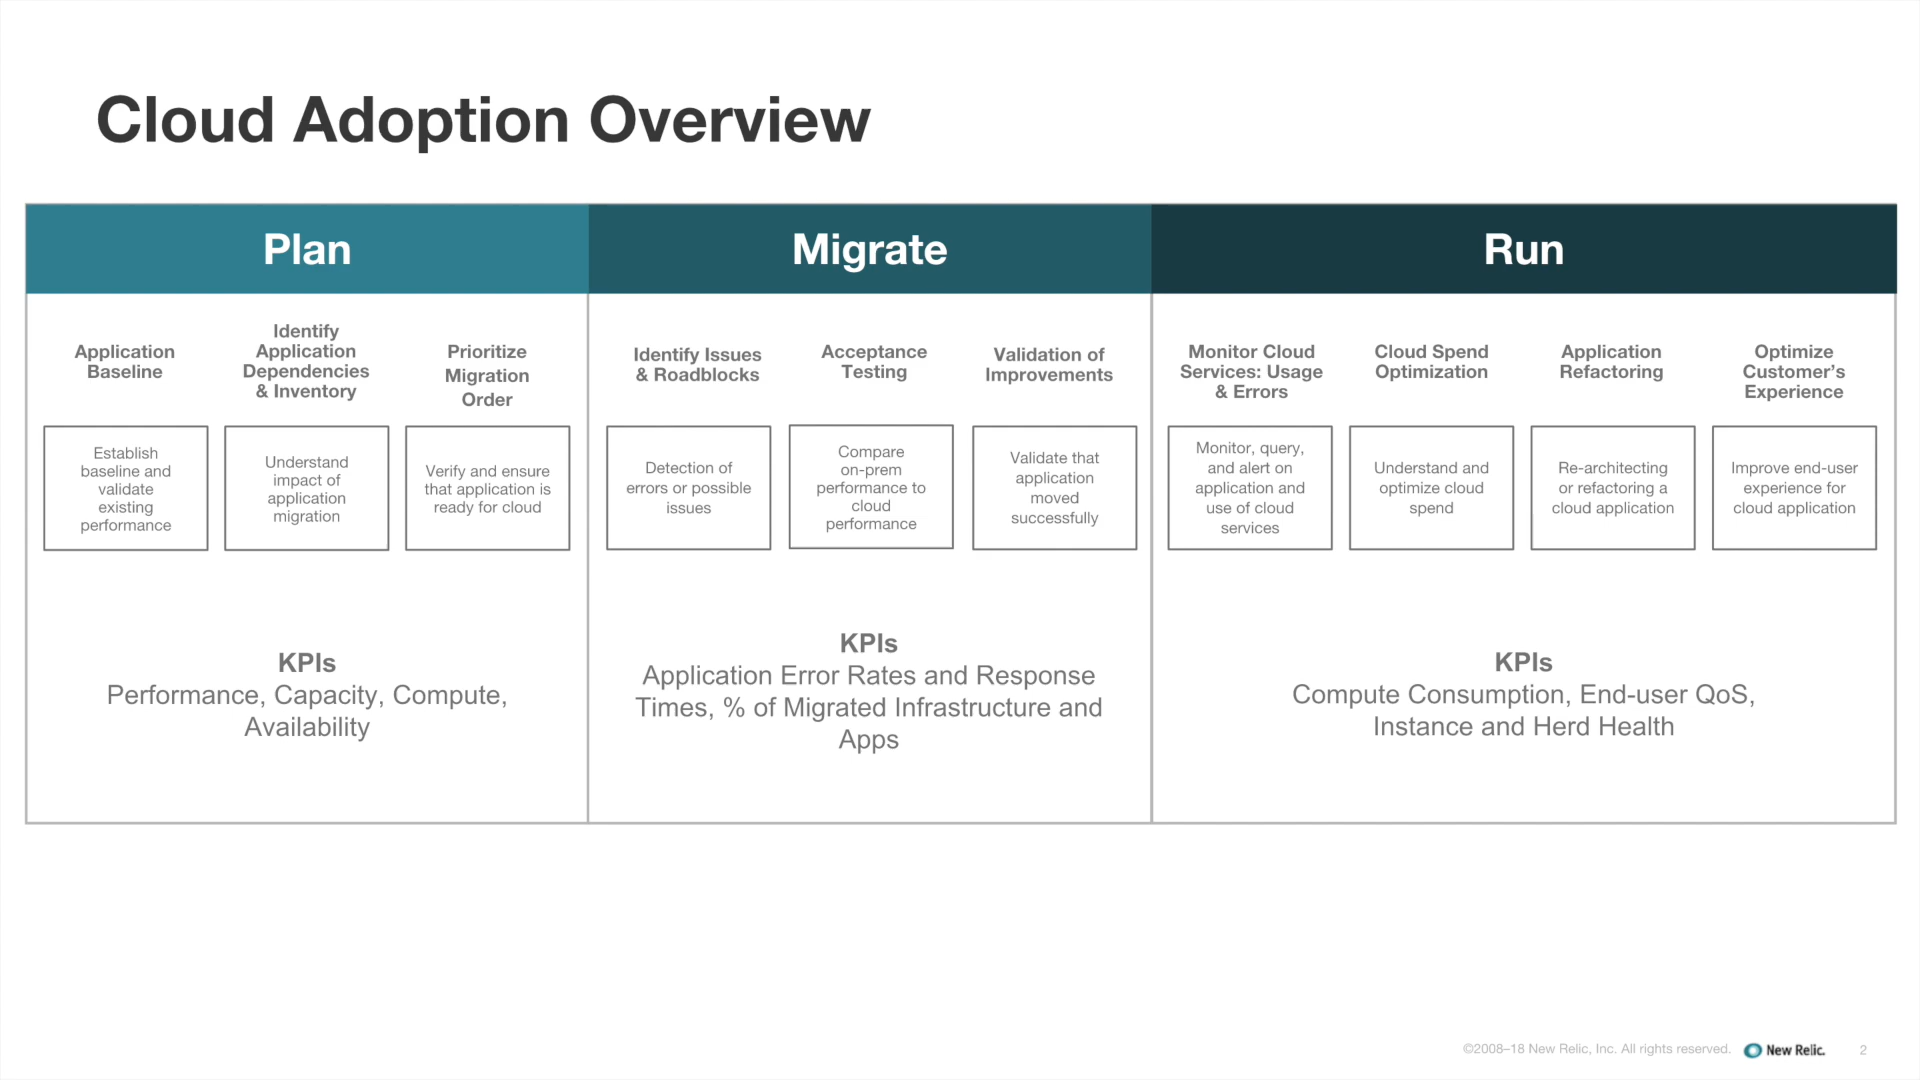 Cloud Adoption Overview
Plan
Application
Baseline
Identify
Application
Dependencies
& Inventory
Prioritize
Migration
Order
Establish
baseline and
validate
existing
performance
Understand
impact of
application
migration
Verify and ensure
that application is
ready for cloud
KPIs
Performance, Capacity, Compute,
Availability
Migrate
Identify Issues
& Roadblocks
Acceptance
Testing
Validation of
Improvements
Detection of
errors or possible
issues
Compare
on-prem
performance to
cloud
performance
Validate that
application
moved
successfully
KPIs
Application Error Rates and Response
Times, % of Migrated Infrastructure and
Apps
Run
Monitor Cloud
Services: Usage
& Errors
Cloud Spend
Optimization
Application
Refactoring
Optimize
Customer’s
Experience
Monitor, query,
and alert on
application and
use of cloud
services
Understand and
optimize cloud
spend
Re-architecting
or refactoring a
cloud application
Improve end-user
experience for
cloud application
KPIs
Compute Consumption, End-user QoS,
Instance and Herd Health
©2008–18 New Relic, Inc. All rights reserved.
New Relic.
2